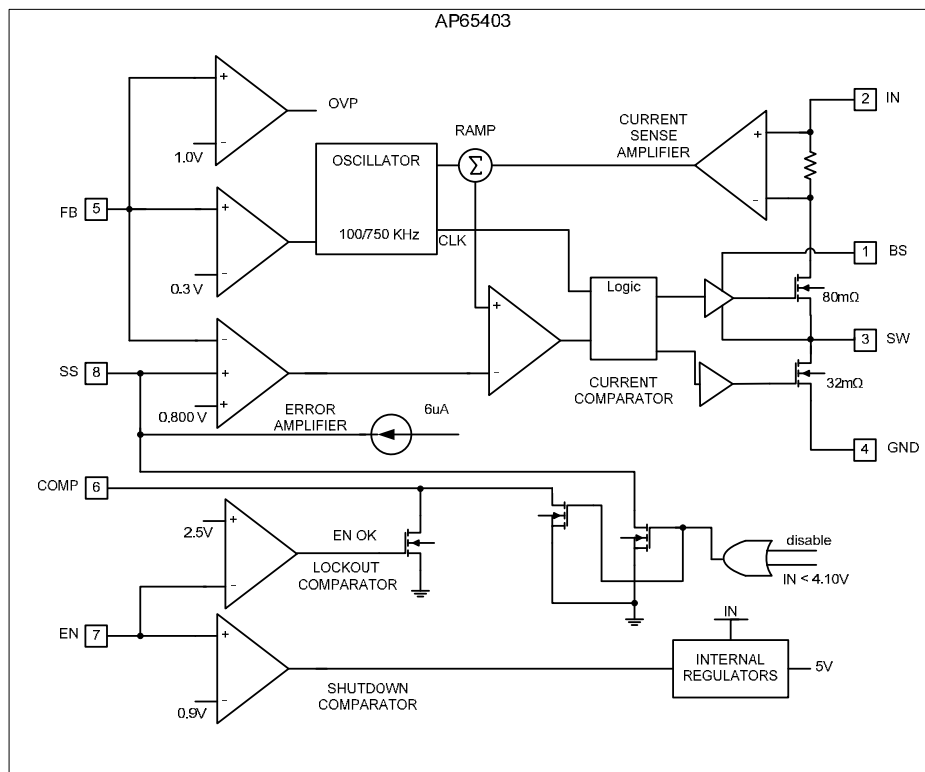 AP65403
+
OVP
-
1.0V
2
IN
CURRENT
SENSE
AMPLIFIER
+
-
RAMP
Σ
OSCILLATOR
100/750 KHz
CLK
FB
5
+
-
0.3 V
1
BS
80mΩ
Logic
+
-
CURRENT
COMPARATOR
3
SW
32mΩ
4
GND
SS
8
-
+
+
0.800 V
ERROR
AMPLIFIER
6uA
COMP
6
2.5V
+
-
EN OK
LOCKOUT
COMPARATOR
disable
IN < 4.10V
EN
7
+
-
0.9V
SHUTDOWN
COMPARATOR
IN
INTERNAL
REGULATORS
5V